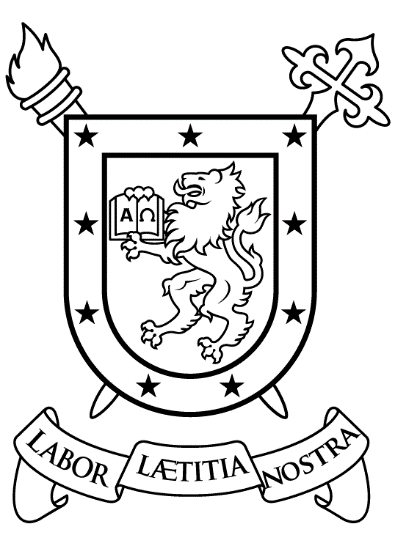 Α Ω
LABOR LÆTITIA NOSTRA